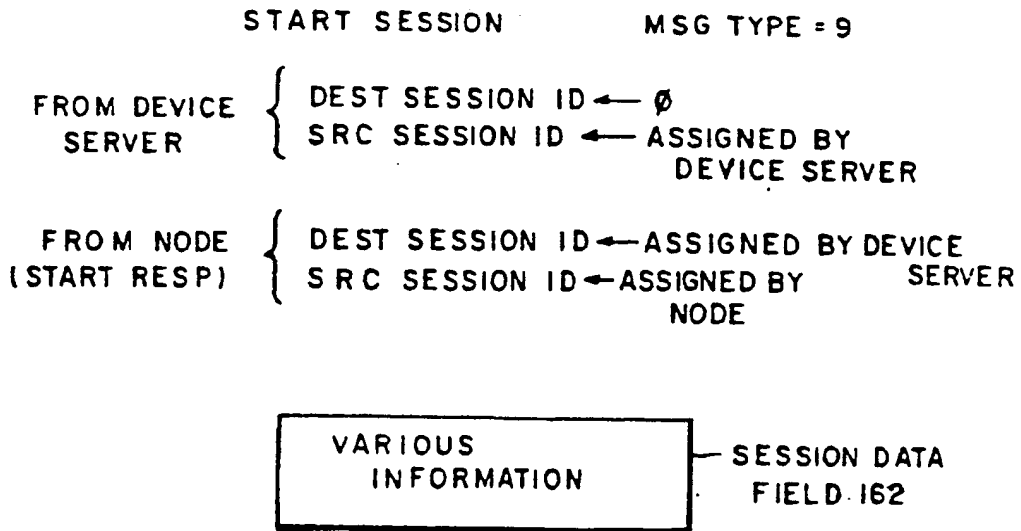 START SESSION MSG TYPE = 9
FROM DEVICE SERVER { DEST SESSION ID ← ø
SRC SESSION ID ← ASSIGNED BY DEVICE SERVER
FROM NODE (START RESP) { DEST SESSION ID ← ASSIGNED BY DEVICE SERVER
SRC SESSION ID ← ASSIGNED BY NODE
VARIOUS
INFORMATION
SESSION DATA
FIELD 162